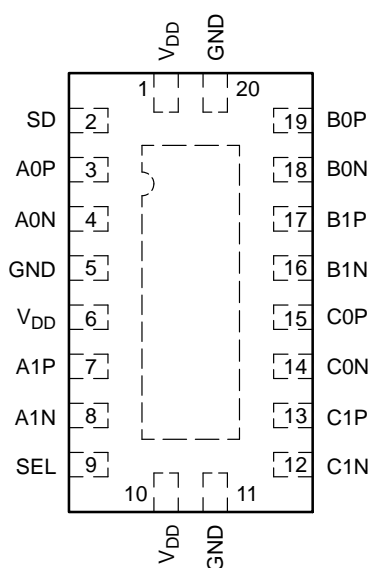 VDD GND
1 20
SD 2 19 B0P
A0P 3 18 B0N
A0N 4 17 B1P
GND 5 16 B1N
VDD 6 15 C0P
A1P 7 14 C0N
A1N 8 13 C1P
SEL 9 12 C1N
10 11
VDD GND